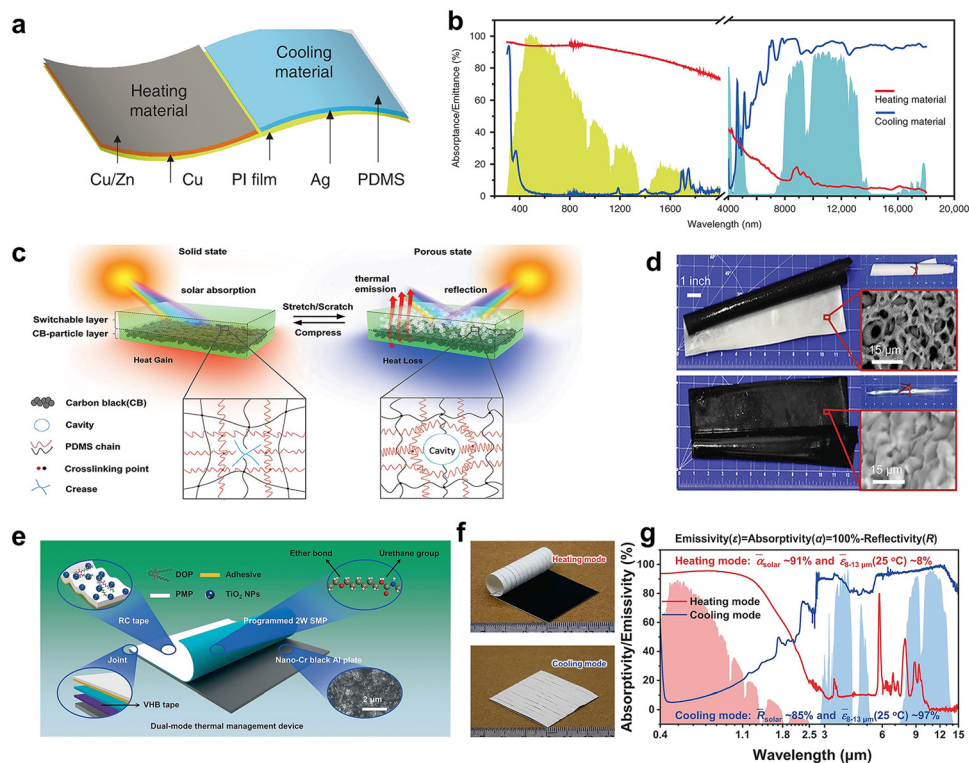 a
Heating
material
Cooling
material
Cu/Zn
Cu
PI film
Ag
PDMS
b
Absorptance/Emittance (%)
100
80
60
40
20
0
Heating material
Cooling material
400
800
1200
1600
4000
8000
12,000
16,000
20,000
Wavelength (nm)
c
Solid state
Porous state
solar absorption
thermal
emission
reflection
Stretch/Scratch
Compress
Switchable layer
CB-particle layer
Heat Gain
Heat Loss
Carbon black(CB)
Cavity
PDMS chain
Crosslinking point
Crease
Cavity
d
1 inch
15 μm
15 μm
e
Ether bond
Urethane group
DOP
Adhesive
PMP
TiO₂ NPs
RC tape
Programmed 2W SMP
Joint
Nano-Cr black Al plate
VHB tape
2 μm
Dual-mode thermal management device
f
Heating mode
Cooling mode
g
Emissivity(ε)=Absorptivity(α)=100%-Reflectivity(R)
Absorptivity/Emissivity (%)
100
80
60
40
20
0
Heating mode: α̅solar ~91% and ε̅8-13 μm(25 °C) ~8%
Heating mode
Cooling mode
Cooling mode: R̅solar ~85% and ε̅8-13 μm(25 °C) ~97%
0.4
1.1
1.8
2.5
3
6
9
12
15
Wavelength (μm)